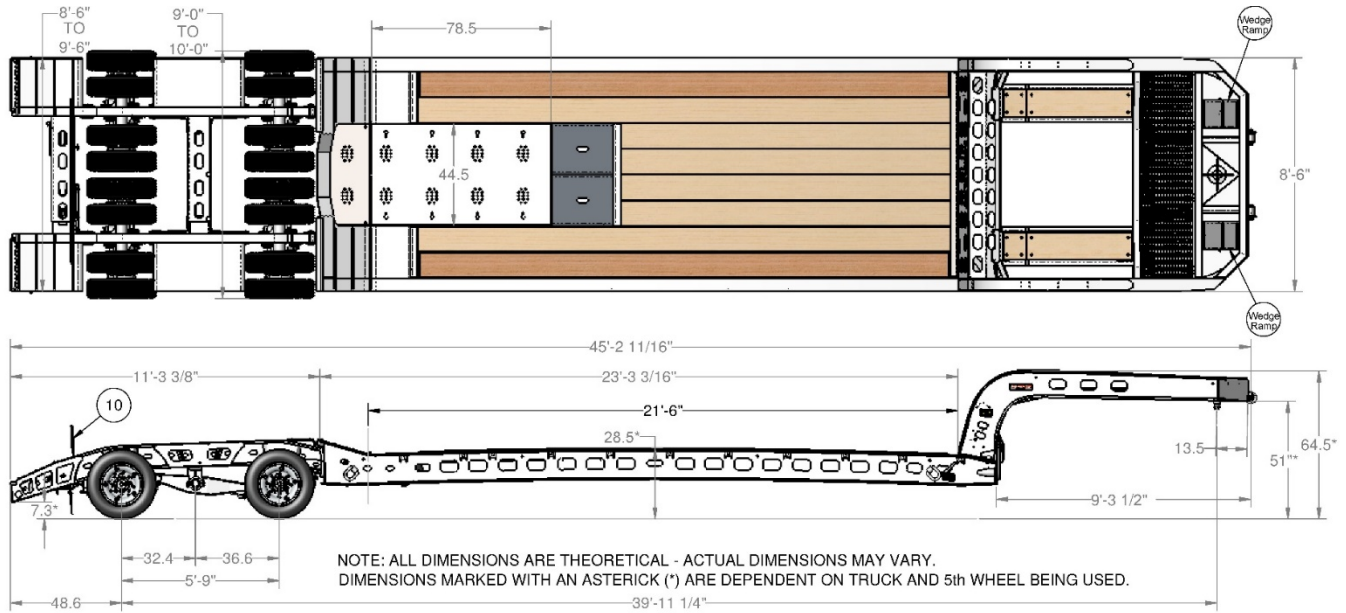 8'-6"
TO
9'-6"
9'-0"
TO
10'-0"
78.5
Wedge
Ramp
44.5
8'-6"
Wedge
Ramp
45'-2 11/16"
11'-3 3/8"
23'-3 3/16"
10
21'-6"
28.5*
13.5
51"*
64.5*
7.3*
9'-3 1/2"
32.4
36.6
5'-9"
NOTE: ALL DIMENSIONS ARE THEORETICAL - ACTUAL DIMENSIONS MAY VARY.
DIMENSIONS MARKED WITH AN ASTERICK (*) ARE DEPENDENT ON TRUCK AND 5th WHEEL BEING USED.
48.6
39'-11 1/4"